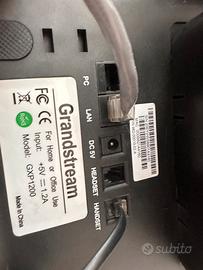 Grandstream
FC CE
For Home or Office Use
Input: +5V⎓1.2A
Model: GXP1200
Made in China
PC
LAN
DC 5V
HEADSET
HANDSET
subito